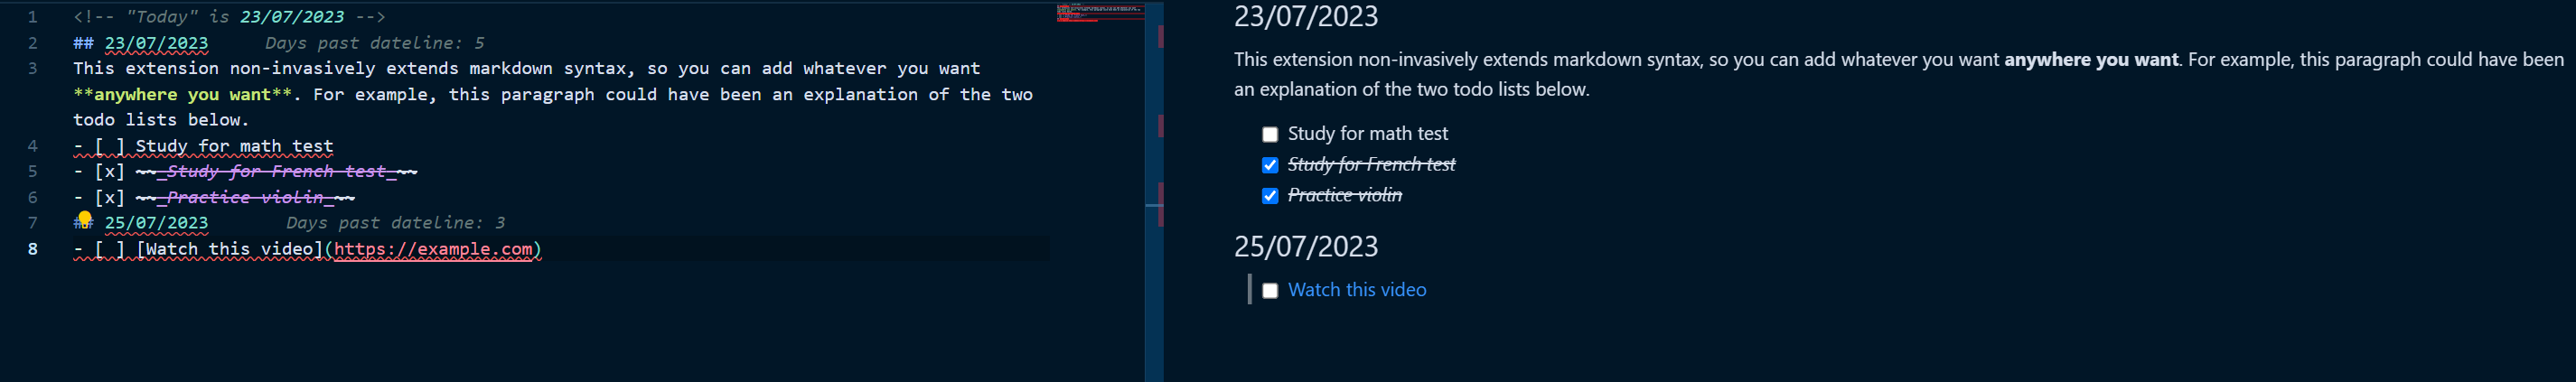 1 <!-- "Today" is 23/07/2023 -->
2 ## 23/07/2023 Days past dateline: 5
3 This extension non-invasively extends markdown syntax, so you can add whatever you want
**anywhere you want**. For example, this paragraph could have been an explanation of the two
todo lists below.
4 - [ ] Study for math test
5 - [x] ~~_Study for French test_~~
6 - [x] ~~_Practice violin_~~
7 ## 25/07/2023 Days past dateline: 3
8 - [ ] [Watch this video](https://example.com)
23/07/2023
This extension non-invasively extends markdown syntax, so you can add whatever you want anywhere you want. For example, this paragraph could have been
an explanation of the two todo lists below.
Study for math test
Study for French test
Practice violin
25/07/2023
Watch this video